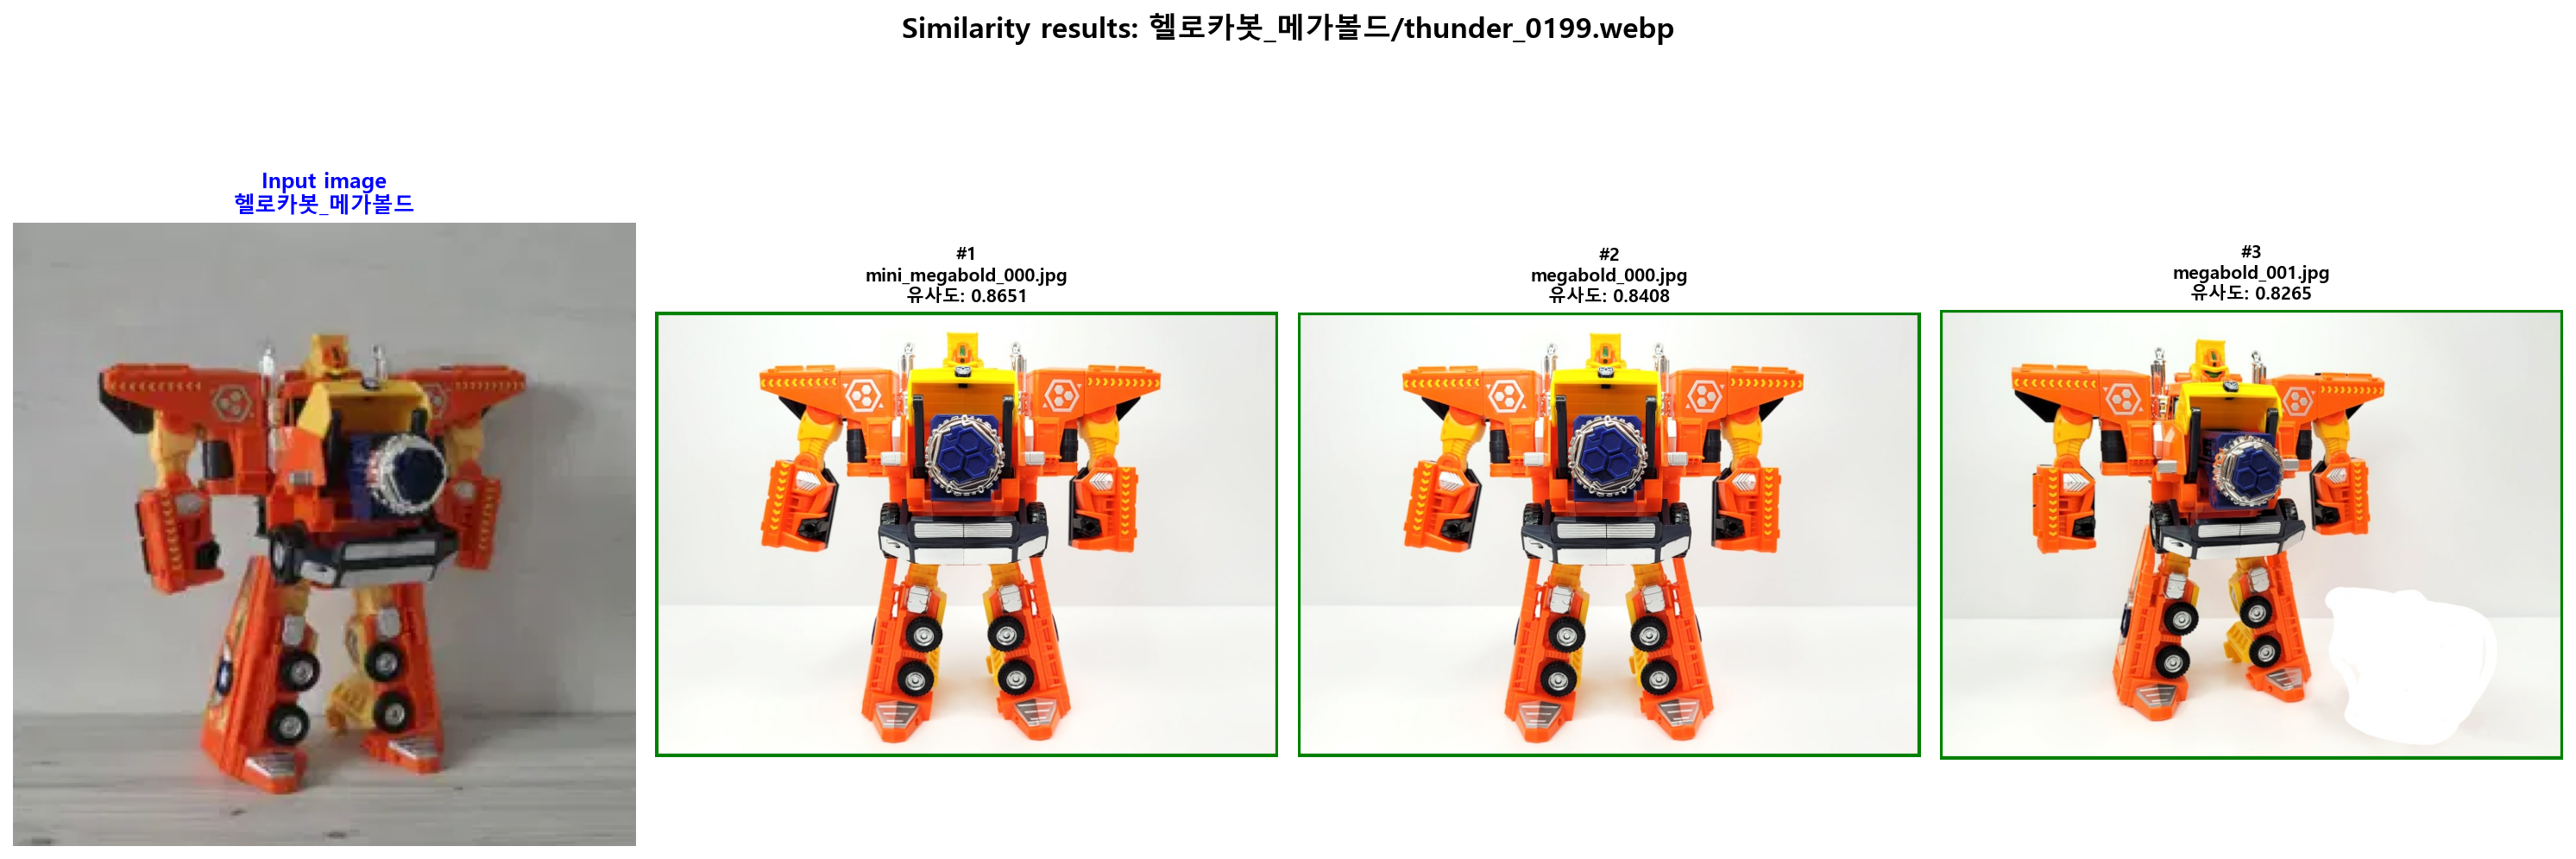 Similarity results: 헬로카봇_메가볼드/thunder_0199.webp
Input image
헬로카봇_메가볼드
#1
mini_megabold_000.jpg
유사도: 0.8651
#2
megabold_000.jpg
유사도: 0.8408
#3
megabold_001.jpg
유사도: 0.8265